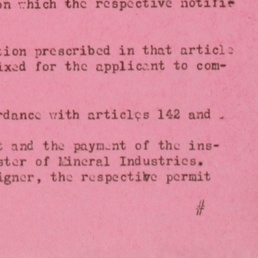 on which the respective notifie
tion prescribed in that article
ixed for the applicant to com-
rdance with articles 142 and
t and the payment of the ins-
ster of Mineral Industries.
igner, the respective permit
#